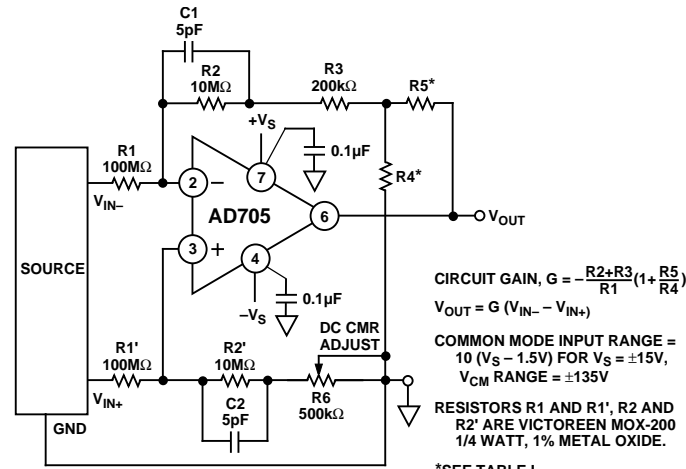 C1
5pF
R2
10MΩ
R3
200kΩ
R5*
+VS
0.1µF
R4*
R1
100MΩ
VIN–
2
–
7
AD705
6
VOUT
3
+
4
SOURCE
–VS
0.1µF
DC CMR
ADJUST
R1'
100MΩ
VIN+
R2'
10MΩ
C2
5pF
R6
500kΩ
GND
CIRCUIT GAIN, G = – R2+R3/R1 (1+ R5/R4)
VOUT = G (VIN– – VIN+)
COMMON MODE INPUT RANGE =
10 (VS – 1.5V) FOR VS = ±15V,
VCM RANGE = ±135V
RESISTORS R1 AND R1', R2 AND
R2' ARE VICTOREEN MOX-200
1/4 WATT, 1% METAL OXIDE.